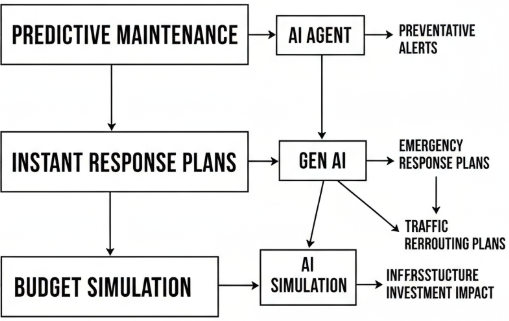 PREDICTIVE MAINTENANCE
AI AGENT
PREVENTATIVE
ALERTS
INSTANT RESPONSE PLANS
GEN AI
EMERGENCY
RESPONSE PLANS
TRAFFIC
RERROUTING PLANS
BUDGET SIMULATION
AI
SIMULATION
INFFRSSTUCTURE
INVESTMENT IMPACT